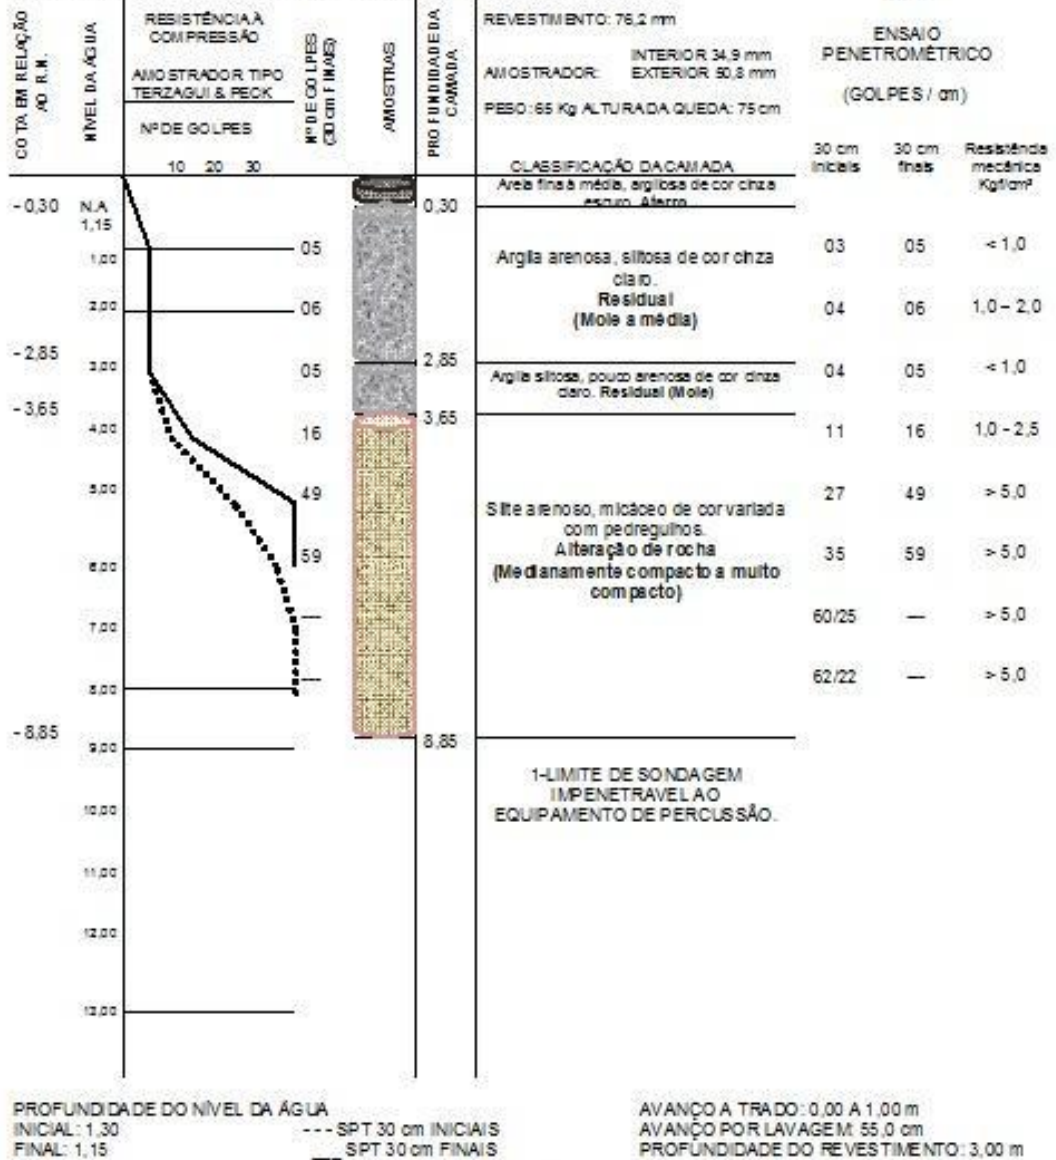 COTA EM RELAÇÃO
AO R.N.
NÍVEL DA ÁGUA
RESISTÊNCIA À
COMPRESSÃO
AMOSTRADOR TIPO
TERZAGUI & PECK
Nº DE GOLPES
10 20 30
Nº DE GOLPES
(30 cm FINAIS)
AMOSTRAS
PROFUNDIDADE DA
CAMADA
REVESTIMENTO: 76,2 mm
INTERIOR 34,9 mm
AMOSTRADOR: EXTERIOR 50,8 mm
PESO: 65 Kg ALTURA DA QUEDA: 75 cm
CLASSIFICAÇÃO DA CAMADA
ENSAIO
PENETROMÉTRICO
(GOLPES / cm)
30 cm 30 cm Resistência
iniciais finais mecânica
Kgf/cm²
Areia fina à média, argilosa de cor cinza
escuro. Aterro
- 0,30 N.A 0,30
1,15
05 Argila arenosa, siltosa de cor cinza 03 05 < 1,0
1,00 claro.
Residual
2,00 06 (Mole a média) 04 06 1,0 – 2,0
- 2,85 2,85
3,00 05 Argila siltosa, pouco arenosa de cor cinza 04 05 < 1,0
claro. Residual (Mole)
- 3,65 3,65
4,00 16 11 16 1,0 - 2,5
5,00 49 27 49 > 5,0
Silte arenoso, micáceo de cor variada
com pedregulhos.
Alteração de rocha
6,00 59 35 59 > 5,0
(Medianamente compacto a muito
compacto)
7,00 --- 60/25 — > 5,0
8,00 --- 62/22 — > 5,0
- 8,85 8,85
9,00
1-LIMITE DE SONDAGEM
IMPENETRAVEL AO
EQUIPAMENTO DE PERCUSSÃO.
10,00
11,00
12,00
13,00
PROFUNDIDADE DO NÍVEL DA ÁGUA
INICIAL: 1,30
FINAL: 1,15
- - - SPT 30 cm INICIAIS
___ SPT 30 cm FINAIS
AVANÇO A TRADO: 0,00 A 1,00 m
AVANÇO POR LAVAGEM: 55,0 cm
PROFUNDIDADE DO REVESTIMENTO: 3,00 m